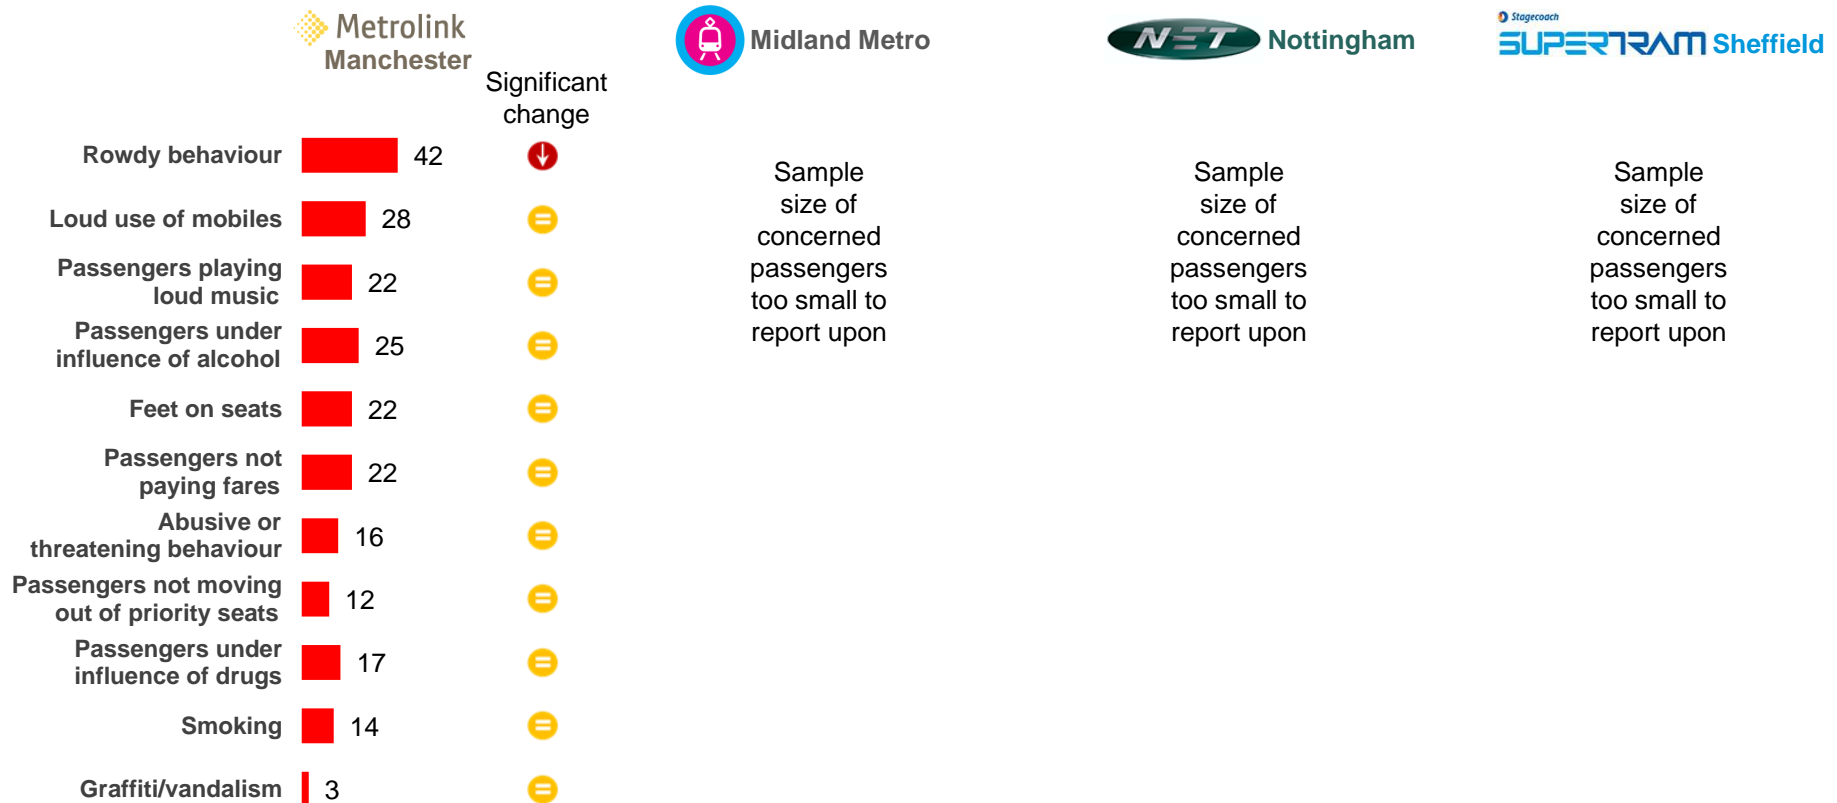 Metrolink
Manchester
Midland Metro
NET Nottingham
Stagecoach
SUPERTRAM Sheffield
Significant
change
Rowdy behaviour 42
Loud use of mobiles 28
Passengers playing
loud music 22
Passengers under
influence of alcohol 25
Feet on seats 22
Passengers not
paying fares 22
Abusive or
threatening behaviour 16
Passengers not moving
out of priority seats 12
Passengers under
influence of drugs 17
Smoking 14
Graffiti/vandalism 3
Sample
size of
concerned
passengers
too small to
report upon
Sample
size of
concerned
passengers
too small to
report upon
Sample
size of
concerned
passengers
too small to
report upon